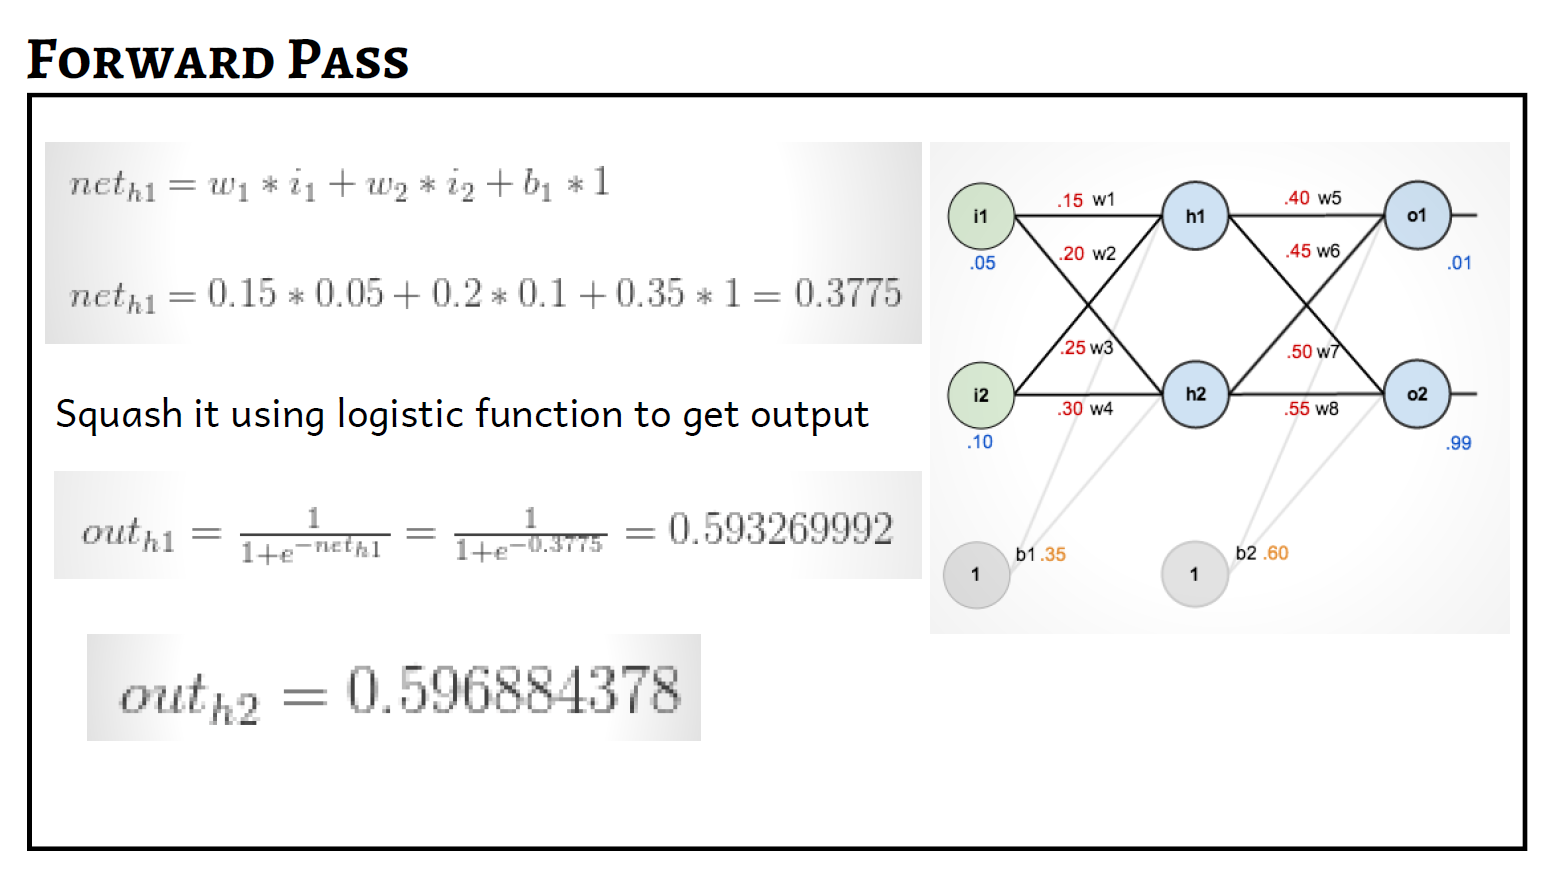 Forward Pass
net_h1 = w_1 * i_1 + w_2 * i_2 + b_1 * 1
net_h1 = 0.15 * 0.05 + 0.2 * 0.1 + 0.35 * 1 = 0.3775
Squash it using logistic function to get output
out_h1 = 1/(1+e^(-net_h1)) = 1/(1+e^(-0.3775)) = 0.593269992
out_h2 = 0.596884378
i1 .15 w1 h1 .40 w5 o1
.05 .20 w2 .45 w6 .01
.25 w3 .50 w7
i2 .30 w4 h2 .55 w8 o2
.10 .99
1 b1 .35 1 b2 .60